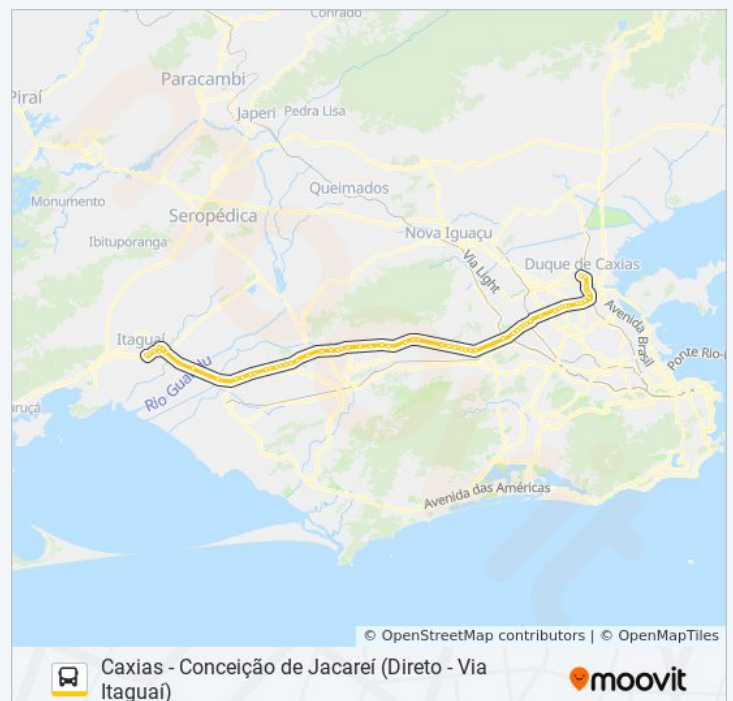 Conrado
Paracambi
Piraí
Japeri
Pedra Lisa
Queimados
Monumento
Seropédica
Nova Iguaçu
Ibituporanga
Duque de Caxias
Via Light
Itaguaí
Avenida Brasil
Ponte Rio-
Rio Guandu
Avenida das Américas
© OpenStreetMap contributors | © OpenMapTiles
Caxias - Conceição de Jacareí (Direto - Via
Itaguaí)
moovit